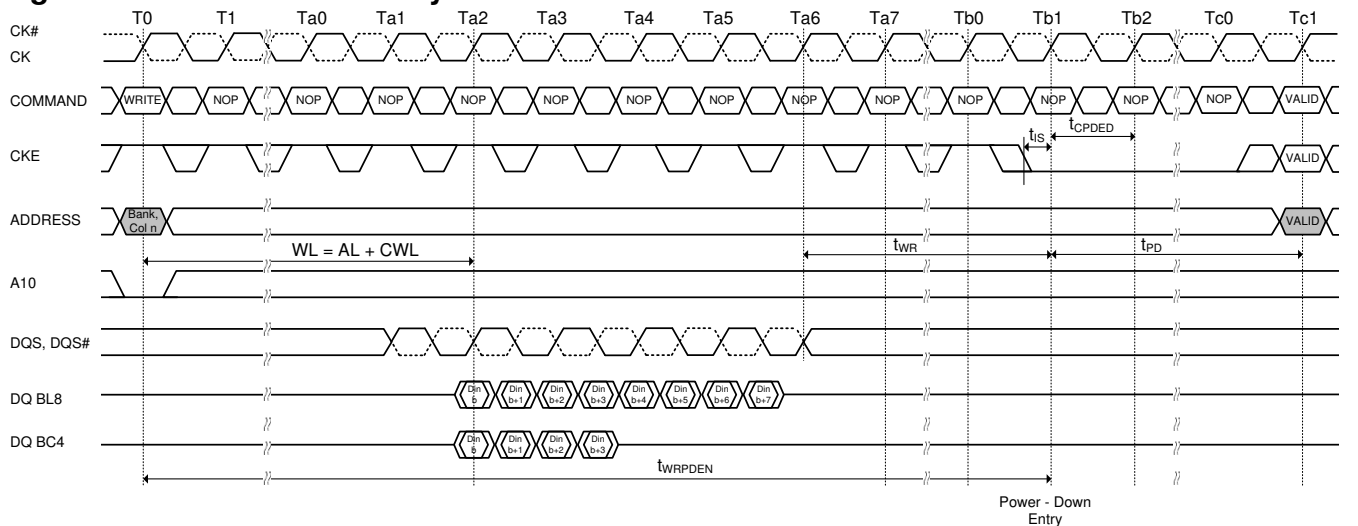 T0 T1 Ta0 Ta1 Ta2 Ta3 Ta4 Ta5 Ta6 Ta7 Tb0 Tb1 Tb2 Tc0 Tc1
CK#
CK
COMMAND WRITE NOP NOP NOP NOP NOP NOP NOP NOP NOP NOP NOP NOP NOP VALID
tIS tCPDED
CKE VALID
ADDRESS Bank, Col n VALID
WL = AL + CWL tWR tPD
A10
DQS, DQS#
DQ BL8 Din b Din b+1 Din b+2 Din b+3 Din b+4 Din b+5 Din b+6 Din b+7
DQ BC4 Din b Din b+1 Din b+2 Din b+3
tWRPDEN
Power - Down
Entry